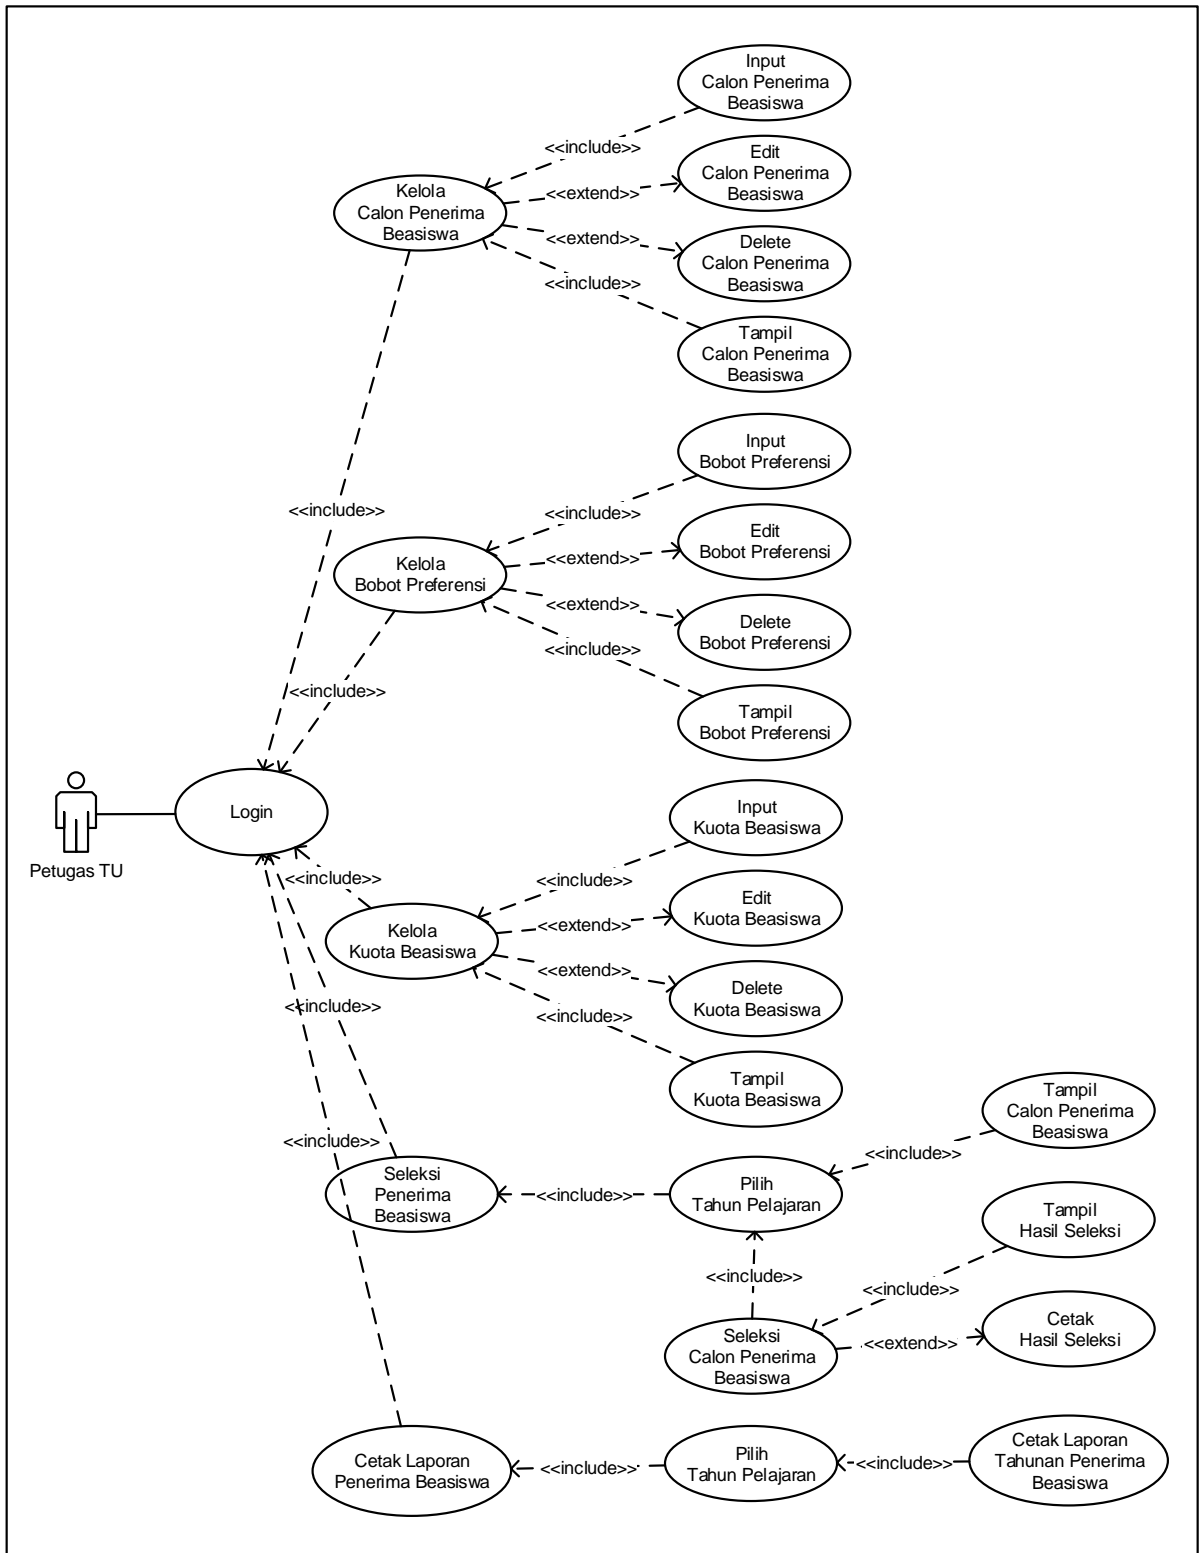 Input
Calon Penerima
Beasiswa
<<include>>
Edit
Calon Penerima
Beasiswa
Kelola
Calon Penerima
Beasiswa
<<extend>>
<<extend>>
Delete
Calon Penerima
Beasiswa
<<include>>
Tampil
Calon Penerima
Beasiswa
Input
Bobot Preferensi
<<include>>
<<include>>
Edit
Bobot Preferensi
Kelola
Bobot Preferensi
<<extend>>
<<extend>>
Delete
Bobot Preferensi
<<include>>
<<include>>
Tampil
Bobot Preferensi
Login
Petugas TU
Input
Kuota Beasiswa
<<include>>
<<include>>
Edit
Kuota Beasiswa
Kelola
Kuota Beasiswa
<<extend>>
<<extend>>
Delete
Kuota Beasiswa
<<include>>
<<include>>
Tampil
Kuota Beasiswa
Tampil
Calon Penerima
Beasiswa
<<include>>
<<include>>
Seleksi
Penerima
Beasiswa
<<include>>
Pilih
Tahun Pelajaran
Tampil
Hasil Seleksi
<<include>>
<<include>>
Seleksi
Calon Penerima
Beasiswa
<<extend>>
Cetak
Hasil Seleksi
Cetak Laporan
Penerima Beasiswa
<<include>>
Pilih
Tahun Pelajaran
<<include>>
Cetak Laporan
Tahunan Penerima
Beasiswa